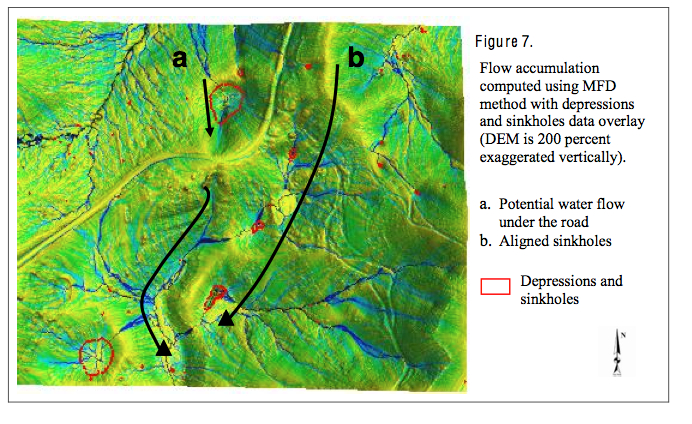 a
b
Figure 7.
Flow accumulation
computed using MFD
method with depressions
and sinkholes data overlay
(DEM is 200 percent
exaggerated vertically).
a. Potential water flow
under the road
b. Aligned sinkholes
Depressions and
sinkholes
N